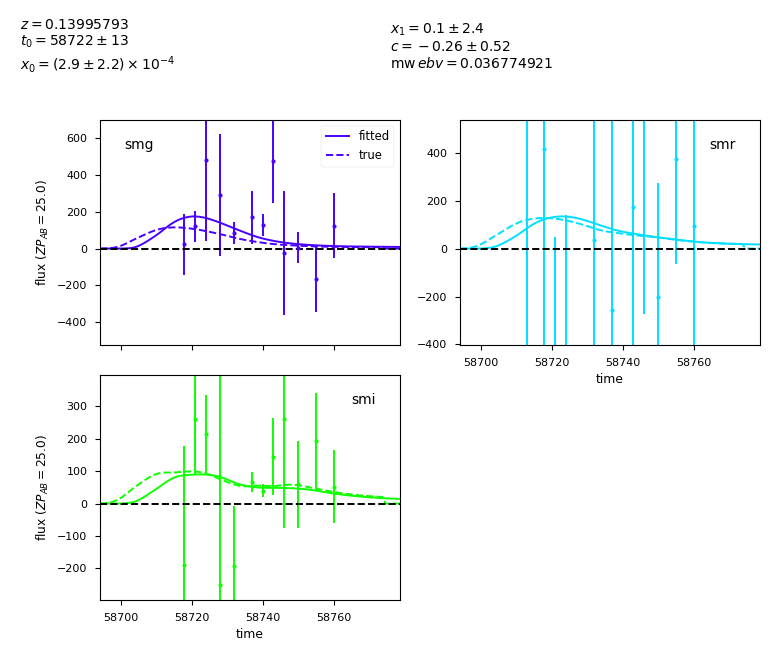 z = 0.13995793
t₀ = 58722 ± 13
x₀ = (2.9 ± 2.2) × 10⁻⁴
x₁ = 0.1 ± 2.4
c = −0.26 ± 0.52
mw ebv = 0.036774921
smg
fitted
true
600
400
200
0
−200
−400
flux (ZP_AB = 25.0)
smr
400
200
0
−200
−400
58700 58720 58740 58760
time
smi
300
200
100
0
−100
−200
flux (ZP_AB = 25.0)
58700 58720 58740 58760
time